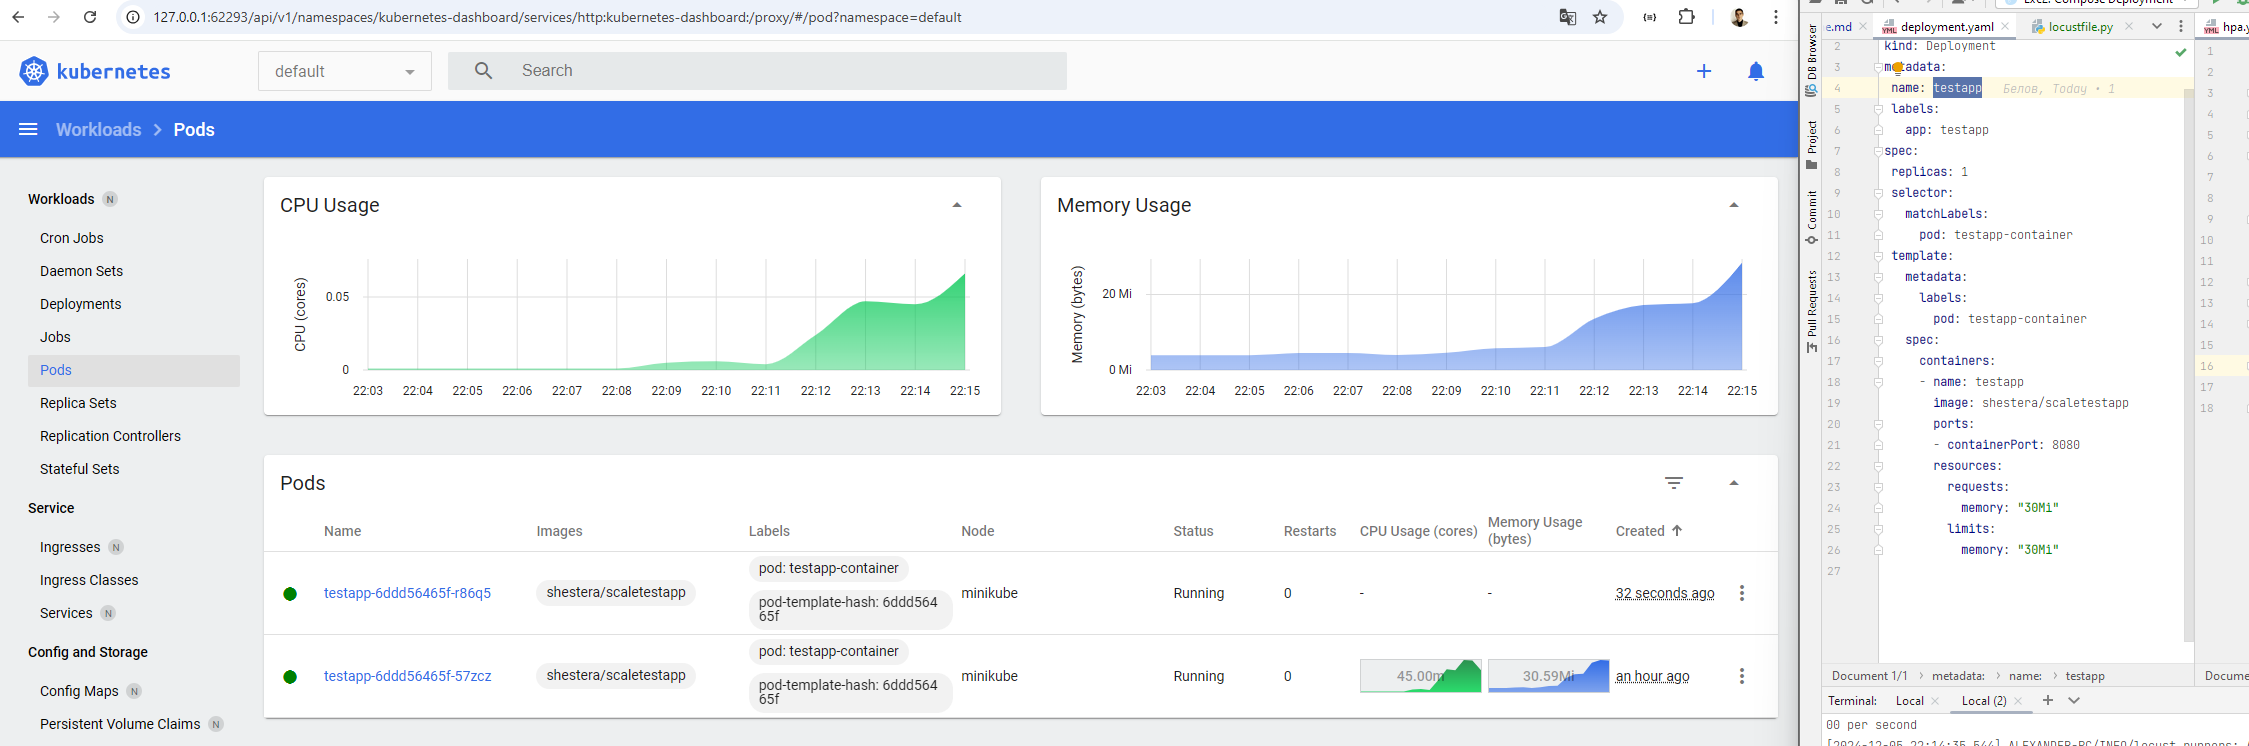 127.0.0.1:62293/api/v1/namespaces/kubernetes-dashboard/services/http:kubernetes-dashboard:/proxy/#/pod?namespace=default
kubernetes
default
Search
Workloads > Pods
Workloads N
Cron Jobs
Daemon Sets
Deployments
Jobs
Pods
Replica Sets
Replication Controllers
Stateful Sets
Service
Ingresses N
Ingress Classes
Services N
Config and Storage
Config Maps N
Persistent Volume Claims N
CPU Usage
CPU (cores)
0.05
0
22:03 22:04 22:05 22:06 22:07 22:08 22:09 22:10 22:11 22:12 22:13 22:14 22:15
Memory Usage
Memory (bytes)
20 Mi
0 Mi
22:03 22:04 22:05 22:06 22:07 22:08 22:09 22:10 22:11 22:12 22:13 22:14 22:15
Pods
Name Images Labels Node Status Restarts CPU Usage (cores) Memory Usage (bytes) Created
testapp-6ddd56465f-r86q5 shestera/scaletestapp pod: testapp-container minikube Running 0 - - 32 seconds ago
pod-template-hash: 6ddd564
65f
testapp-6ddd56465f-57zcz shestera/scaletestapp pod: testapp-container minikube Running 0 45.00m 30.59Mi an hour ago
pod-template-hash: 6ddd564
65f
e.md deployment.yaml locustfile.py hpa.y
DB Browser
Project
Commit
Pull Requests
2 kind: Deployment
3 metadata:
4 name: testapp Белов, Today • 1
5 labels:
6 app: testapp
7 spec:
8 replicas: 1
9 selector:
10 matchLabels:
11 pod: testapp-container
12 template:
13 metadata:
14 labels:
15 pod: testapp-container
16 spec:
17 containers:
18 - name: testapp
19 image: shestera/scaletestapp
20 ports:
21 - containerPort: 8080
22 resources:
23 requests:
24 memory: "30Mi"
25 limits:
26 memory: "30Mi"
27
1
2
3
4
5
6
7
8
9
10
11
12
13
14
15
16
17
18
Document 1/1 > metadata: > name: > testapp
Docume
Terminal: Local Local (2)
00 per second